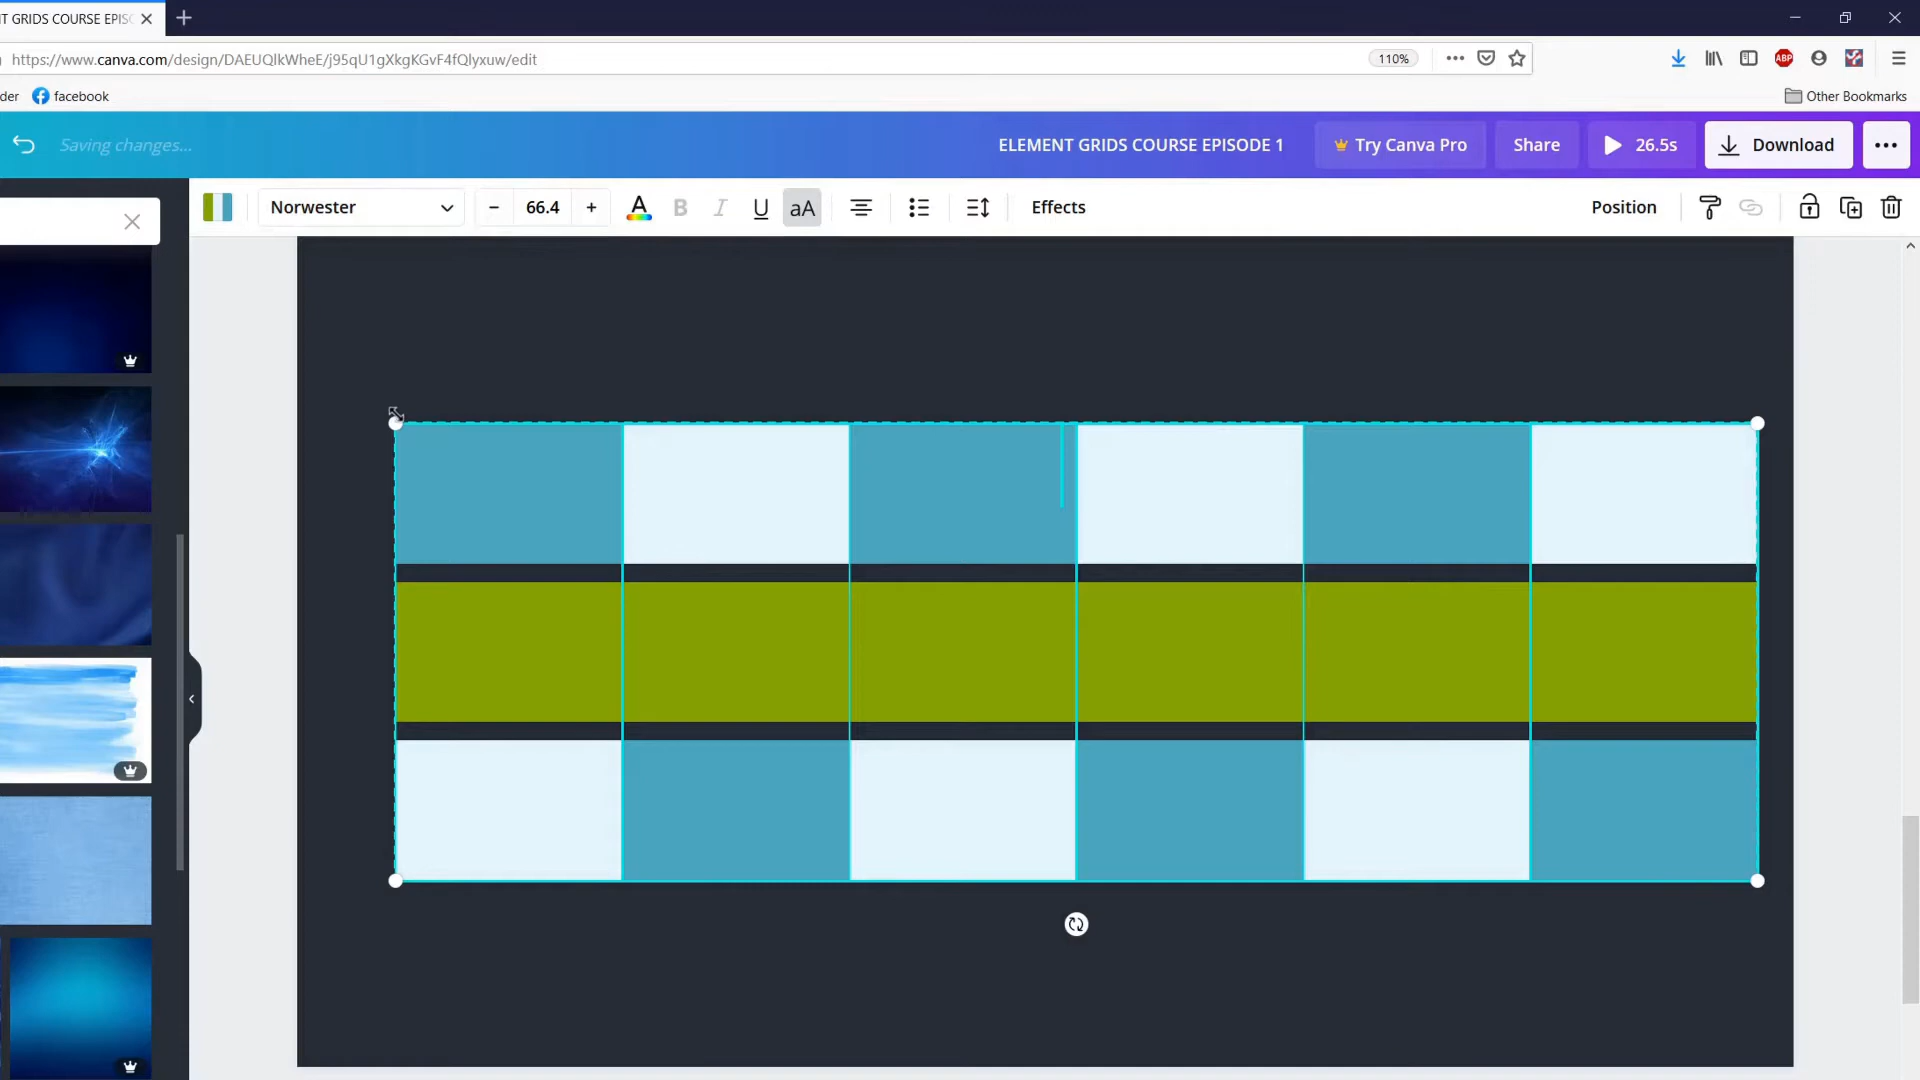 T GRIDS COURSE EPIS
https://www.canva.com/design/DAEUQlkWheE/j95qU1gXkgKGvF4fQlyxuw/edit
110%
ABP
der
facebook
Other Bookmarks
Saving changes...
ELEMENT GRIDS COURSE EPISODE 1
Try Canva Pro
Share
26.5s
Download
Norwester
66.4
A
B
I
U
aA
Effects
Position